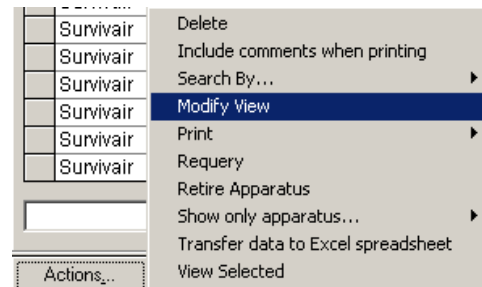 Survivair
Survivair
Survivair
Survivair
Survivair
Survivair
Actions...
Delete
Include comments when printing
Search By...
Modify View
Print
Requery
Retire Apparatus
Show only apparatus...
Transfer data to Excel spreadsheet
View Selected